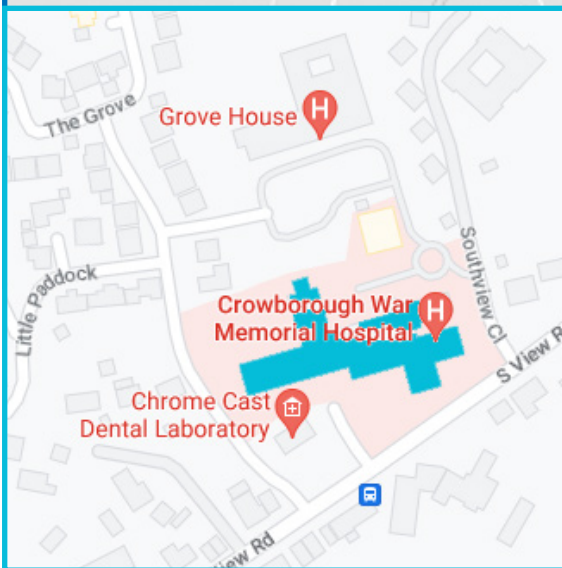 The Grove
Grove House H
Southview Cl
Little Paddock
Crowborough War
Memorial Hospital H
S View R
Chrome Cast
Dental Laboratory
View Rd